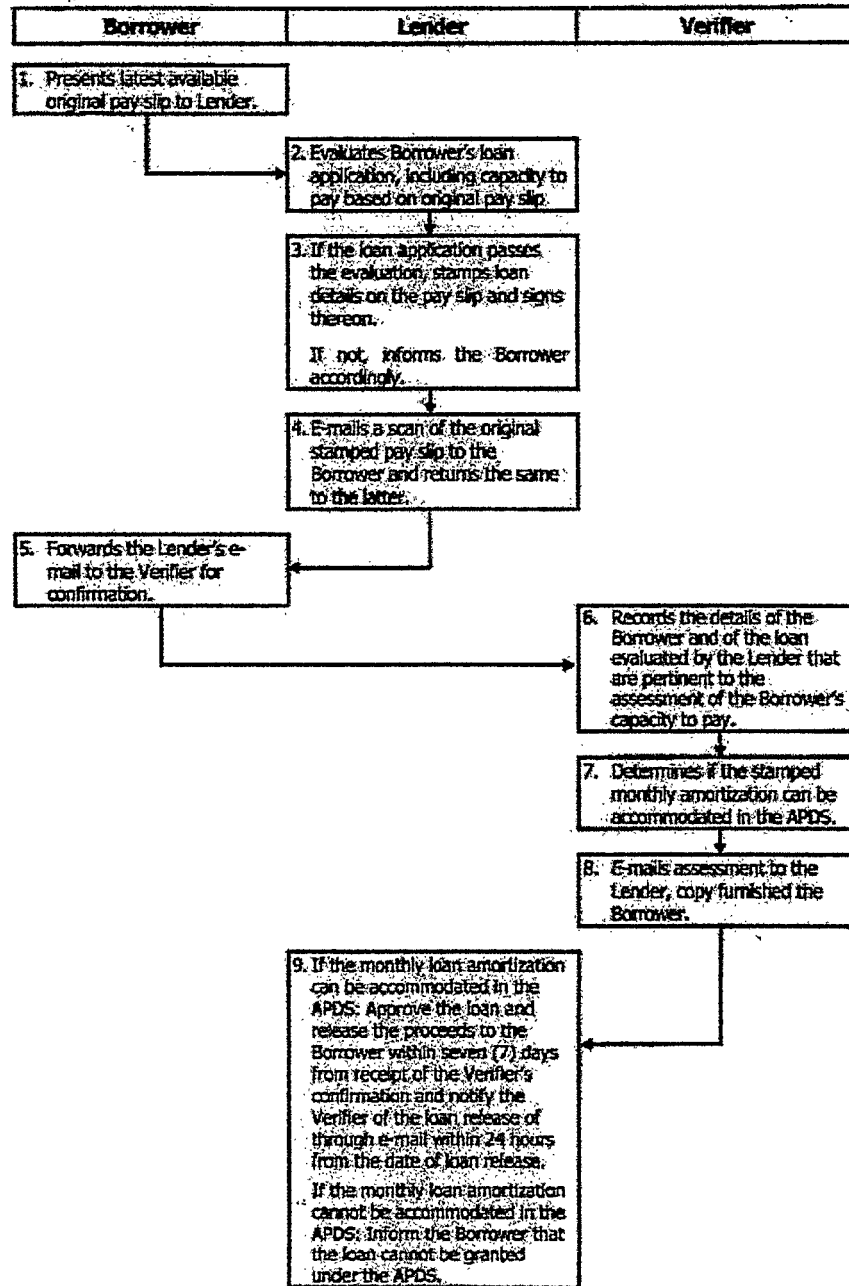 Borrower Lender Verifier
1. Presents latest available
original pay slip to Lender.
2. Evaluates Borrower's loan
application, including capacity to
pay based on original pay slip.
3. If the loan application passes
the evaluation, stamps loan
details on the pay slip and signs
thereon.
If not, informs the Borrower
accordingly.
4. E-mails a scan of the original
stamped pay slip to the
Borrower and returns the same
to the latter.
5. Forwards the Lender's e-
mail to the Verifier for
confirmation.
6. Records the details of the
Borrower and of the loan
evaluated by the Lender that
are pertinent to the
assessment of the Borrower's
capacity to pay.
7. Determines if the stamped
monthly amortization can be
accommodated in the APDS.
8. E-mails assessment to the
Lender, copy furnished the
Borrower.
9. If the monthly loan amortization
can be accommodated in the
APDS: Approve the loan and
release the proceeds to the
Borrower within seven (7) days
from receipt of the Verifier's
confirmation and notify the
Verifier of the loan release of
through e-mail within 24 hours
from the date of loan release.
If the monthly loan amortization
cannot be accommodated in the
APDS: Inform the Borrower that
the loan cannot be granted
under the APDS.